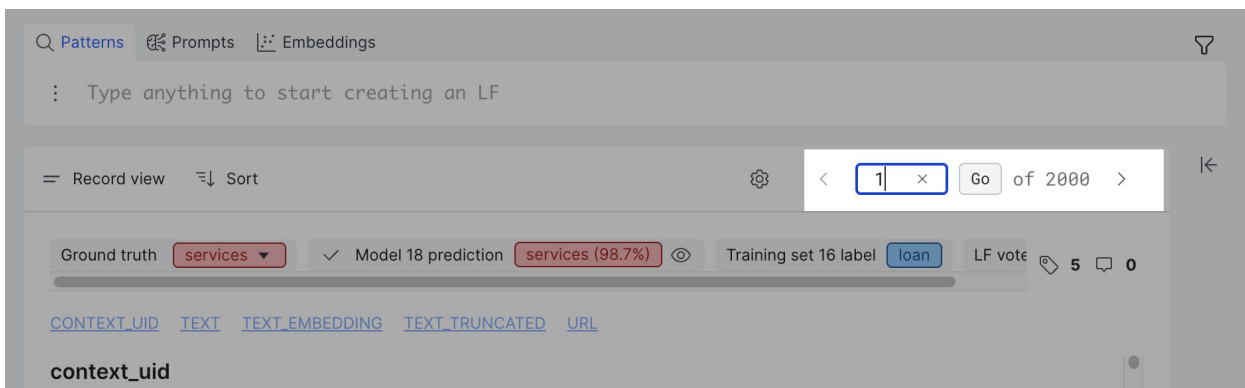 Patterns Prompts Embeddings
Type anything to start creating an LF
Record view Sort 1 Go of 2000
Ground truth services Model 18 prediction services (98.7%) Training set 16 label loan LF vote 5 0
CONTEXT_UID TEXT TEXT_EMBEDDING TEXT_TRUNCATED URL
context_uid